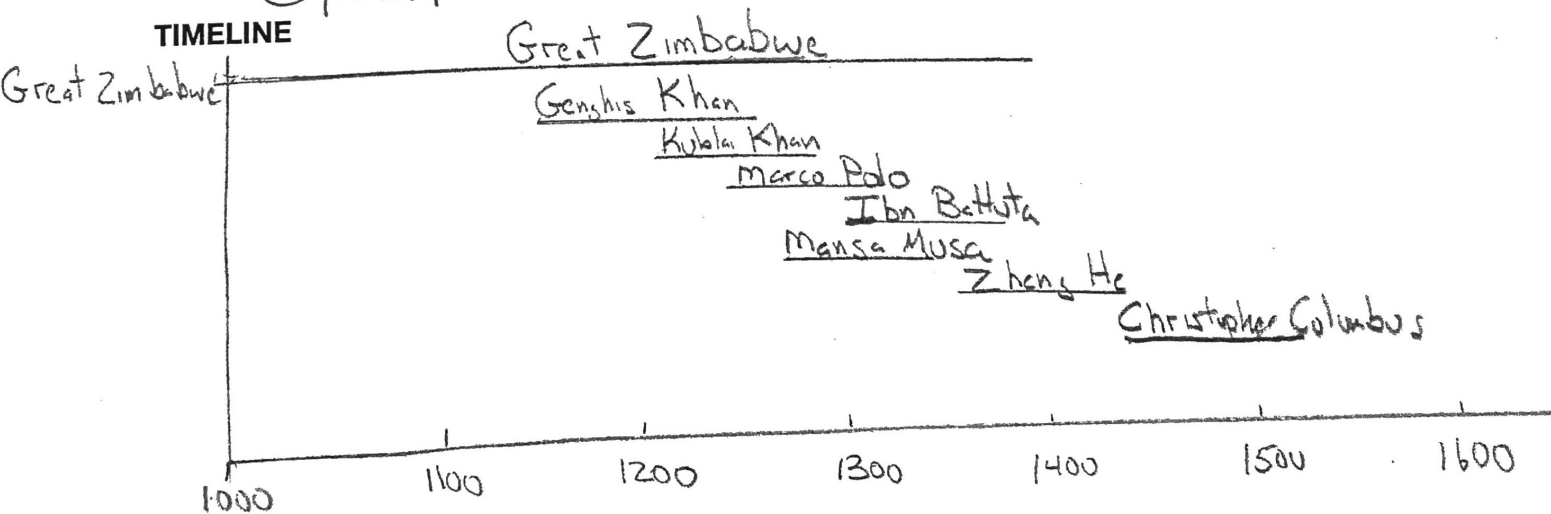 TIMELINE
Great Zimbabwe
Great Zimbabwe
Genghis Khan
Kublai Khan
Marco Polo
Ibn Battuta
Mansa Musa
Zheng He
Christopher Columbus
1000 1100 1200 1300 1400 1500 1600